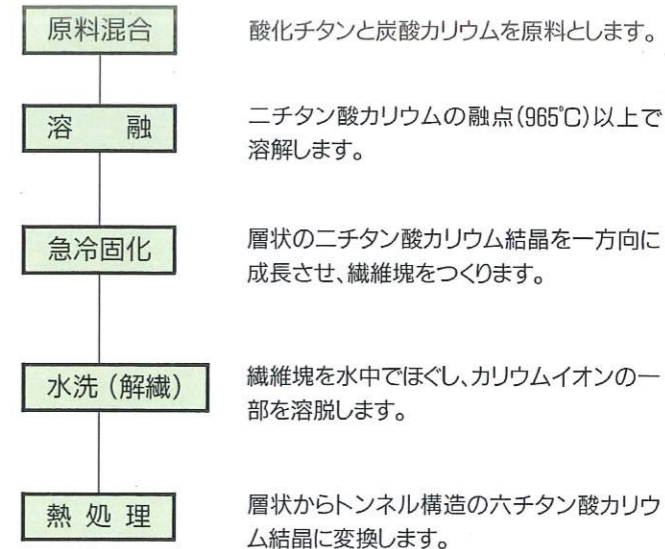 原料混合
酸化チタンと炭酸カリウムを原料とします。
溶 融
二チタン酸カリウムの融点(965℃)以上で
溶解します。
急冷固化
層状の二チタン酸カリウム結晶を一方向に
成長させ、繊維塊をつくります。
水洗（解繊）
繊維塊を水中でほぐし、カリウムイオンの一
部を溶脱します。
熱 処 理
層状からトンネル構造の六チタン酸カリウ
ム結晶に変換します。